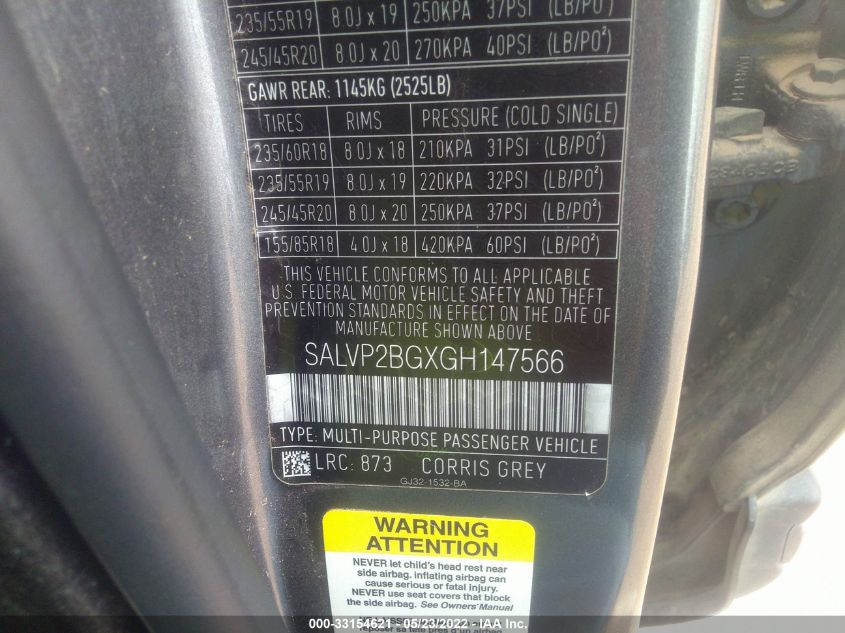 235/55R19 8.0J x 19 250KPA 37PSI (LB/PO²)
245/45R20 8.0J x 20 270KPA 40PSI (LB/PO²)
GAWR REAR: 1145KG (2525LB)
TIRES RIMS PRESSURE (COLD SINGLE)
235/60R18 8.0J x 18 210KPA 31PSI (LB/PO²)
235/55R19 8.0J x 19 220KPA 32PSI (LB/PO²)
245/45R20 8.0J x 20 250KPA 37PSI (LB/PO²)
T55/85R18 4.0J x 18 420KPA 60PSI (LB/PO²)
THIS VEHICLE CONFORMS TO ALL APPLICABLE
U.S. FEDERAL MOTOR VEHICLE SAFETY AND THEFT
PREVENTION STANDARDS IN EFFECT ON THE DATE OF
MANUFACTURE SHOWN ABOVE
SALVP2BGXGH147566
TYPE: MULTI-PURPOSE PASSENGER VEHICLE
LRC: 873 CORRIS GREY
GJ32-1532-BA
WARNING
ATTENTION
NEVER let child's head rest near
side airbag. inflating airbag can
cause serious or fatal injury.
NEVER use seat covers that block
the side airbag. See Owners' Manual
000-33154621 - 05/23/2022 - IAA Inc.
reposer sa tete pres d'un airbag